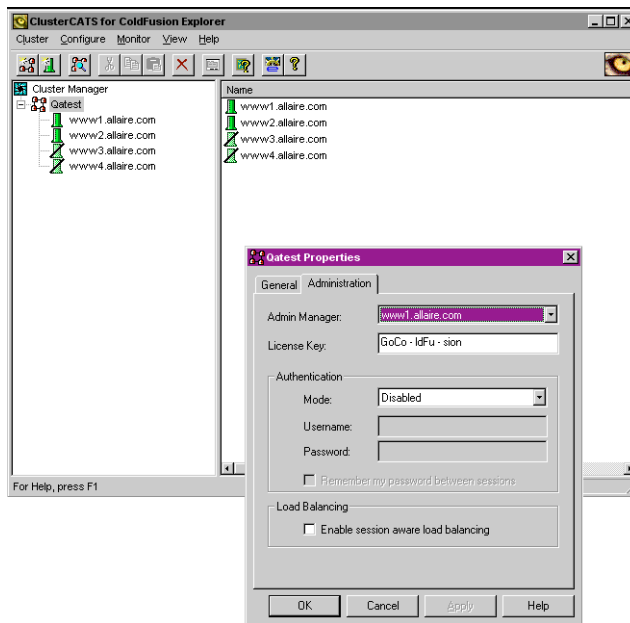 ClusterCATS for ColdFusion Explorer
Cluster Configure Monitor View Help
Cluster Manager
Qatest
www1.allaire.com
www2.allaire.com
www3.allaire.com
www4.allaire.com
Name
www1.allaire.com
www2.allaire.com
www3.allaire.com
www4.allaire.com
Qatest Properties
General Administration
Admin Manager: www1.allaire.com
License Key: GoCo - ldFu - sion
Authentication
Mode: Disabled
Username:
Password:
Remember my password between sessions
Load Balancing
Enable session aware load balancing
OK Cancel Apply Help
For Help, press F1